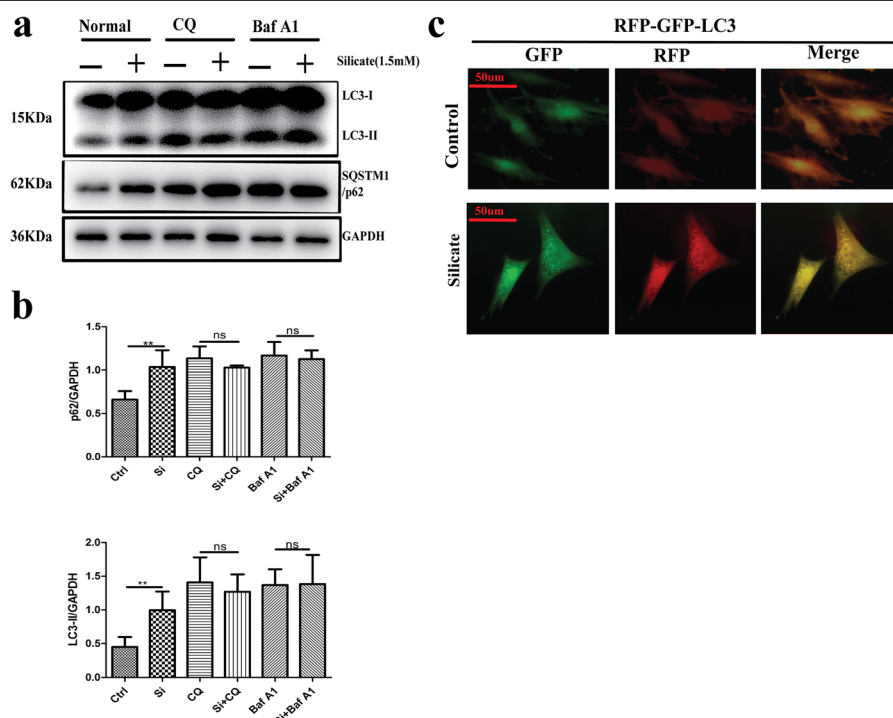 a
Normal CQ Baf A1
— + — + — + Silicate(1.5mM)
LC3-I
15KDa
LC3-II
62KDa SQSTM1
/p62
36KDa GAPDH
b
p62/GAPDH
1.5
1.0
0.5
0.0
** ns ns
Ctrl Si CQ Si+CQ Baf A1 Si+Baf A1
LC3-II/GAPDH
2.0
1.5
1.0
0.5
0.0
** ns ns
Ctrl Si CQ Si+CQ Baf A1 Si+Baf A1
c
RFP-GFP-LC3
GFP RFP Merge
Control
50um
Silicate
50um